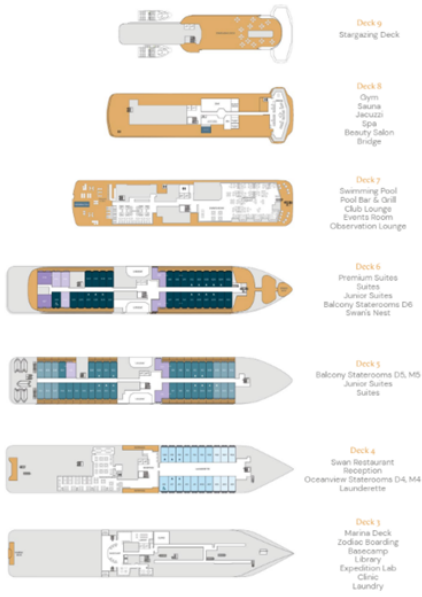 Deck 9
Stargazing Deck
Deck 8
Gym
Sauna
Jacuzzi
Spa
Beauty Salon
Bridge
Deck 7
Swimming Pool
Pool Bar & Grill
Club Lounge
Events Room
Observation Lounge
Deck 6
Premium Suites
Suites
Junior Suites
Balcony Staterooms D6
Swan's Nest
Deck 5
Balcony Staterooms D5, M5
Junior Suites
Suites
Deck 4
Swan Restaurant
Reception
Oceanview Staterooms D4, M4
Launderette
Deck 3
Marina Deck
Zodiac Boarding
Basecamp
Library
Expedition Lab
Clinic
Laundry